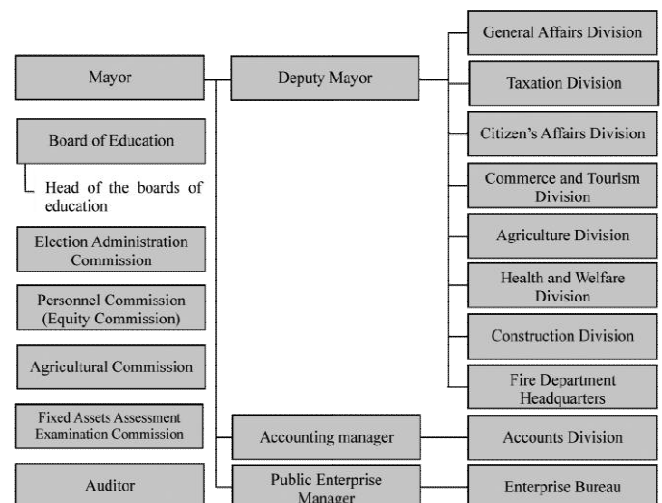 Mayor
Board of Education
Head of the boards of
education
Election Administration
Commission
Personnel Commission
(Equity Commission)
Agricultural Commission
Fixed Assets Assessment
Examination Commission
Auditor
Deputy Mayor
Accounting manager
Public Enterprise
Manager
General Affairs Division
Taxation Division
Citizen's Affairs Division
Commerce and Tourism
Division
Agriculture Division
Health and Welfare
Division
Construction Division
Fire Department
Headquarters
Accounts Division
Enterprise Bureau